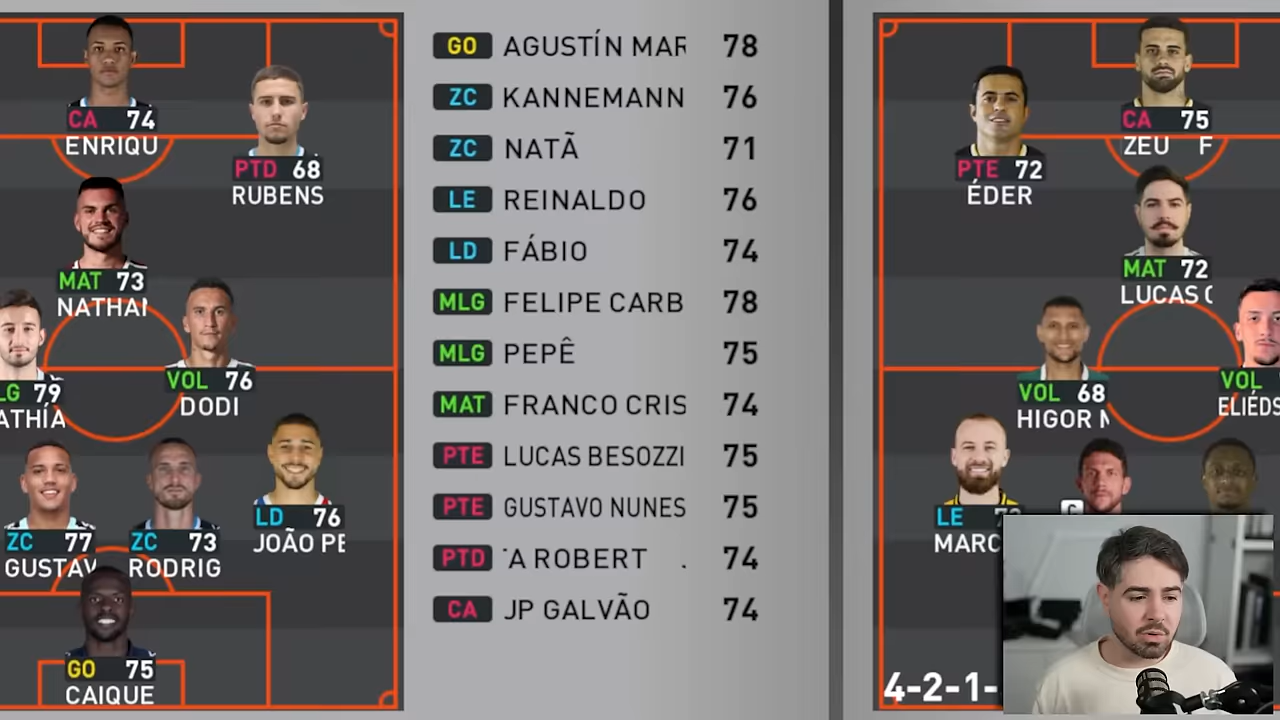 CA 74
ENRIQU
PTD 68
RUBENS
MAT 73
NATHAN
LG 79
ATHÍA
VOL 76
DODI
ZC 77
GUSTAV
ZC 73
RODRIG
LD 76
JOÃO PE
GO 75
CAIQUE
GO AGUSTÍN MAR 78
ZC KANNEMANN 76
ZC NATÃ 71
LE REINALDO 76
LD FÁBIO 74
MLG FELIPE CARB 78
MLG PEPÊ 75
MAT FRANCO CRIS 74
PTE LUCAS BESOZZI 75
PTE GUSTAVO NUNES 75
PTD A ROBERT 74
CA JP GALVÃO 74
CA 75
ZEU F
PTE 72
ÉDER
MAT 72
LUCAS
VOL 68
HIGOR
VOL
ELIÉDS
LE
MARC
4-2-1-